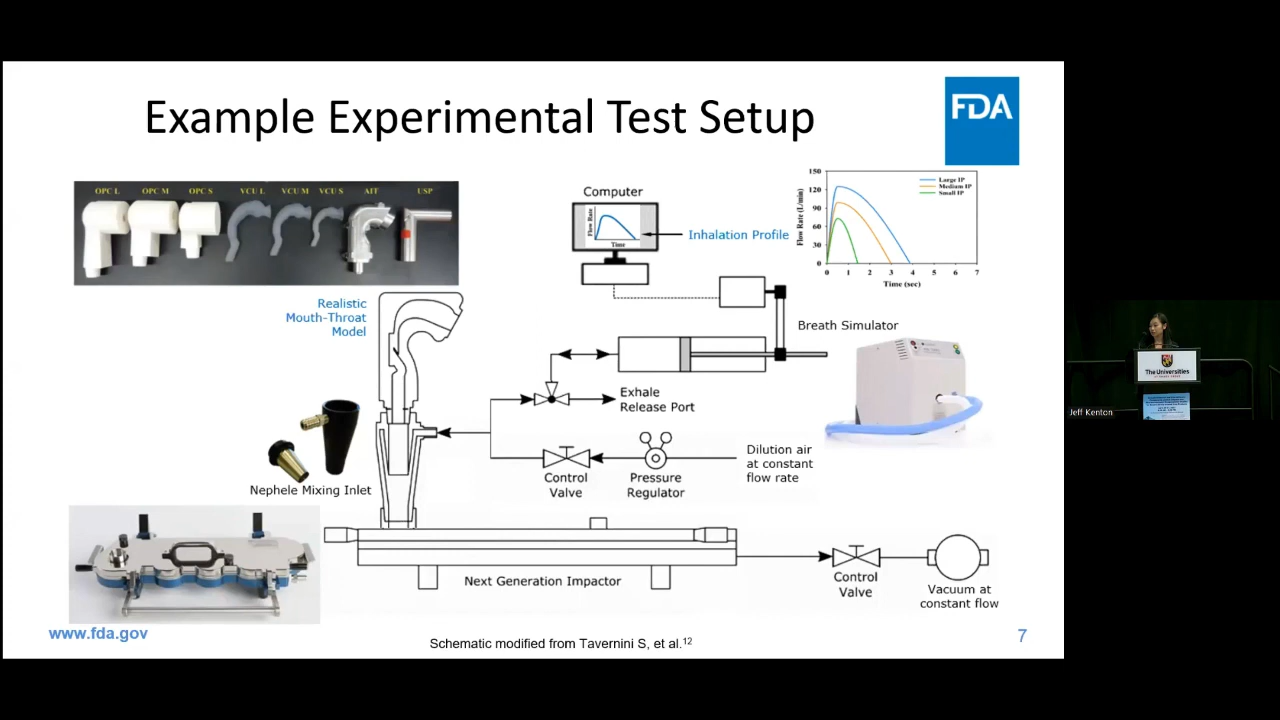 Example Experimental Test Setup
FDA
OPC L OPC M OPC S VCU L VCU M VCU S AIT USP
Computer
Flow Rate
Time
Inhalation Profile
Flow Rate (L/min)
150
120
90
60
30
0
0 1 2 3 4 5 6 7
Time (sec)
Large IP
Medium IP
Small IP
Realistic
Mouth-Throat
Model
Breath Simulator
Exhale
Release Port
Nephele Mixing Inlet
Control
Valve
Pressure
Regulator
Dilution air
at constant
flow rate
Next Generation Impactor
Control
Valve
Vacuum at
constant flow
www.fda.gov
Schematic modified from Tavernini S, et al.12
7
The Universities
Jeff Kenton